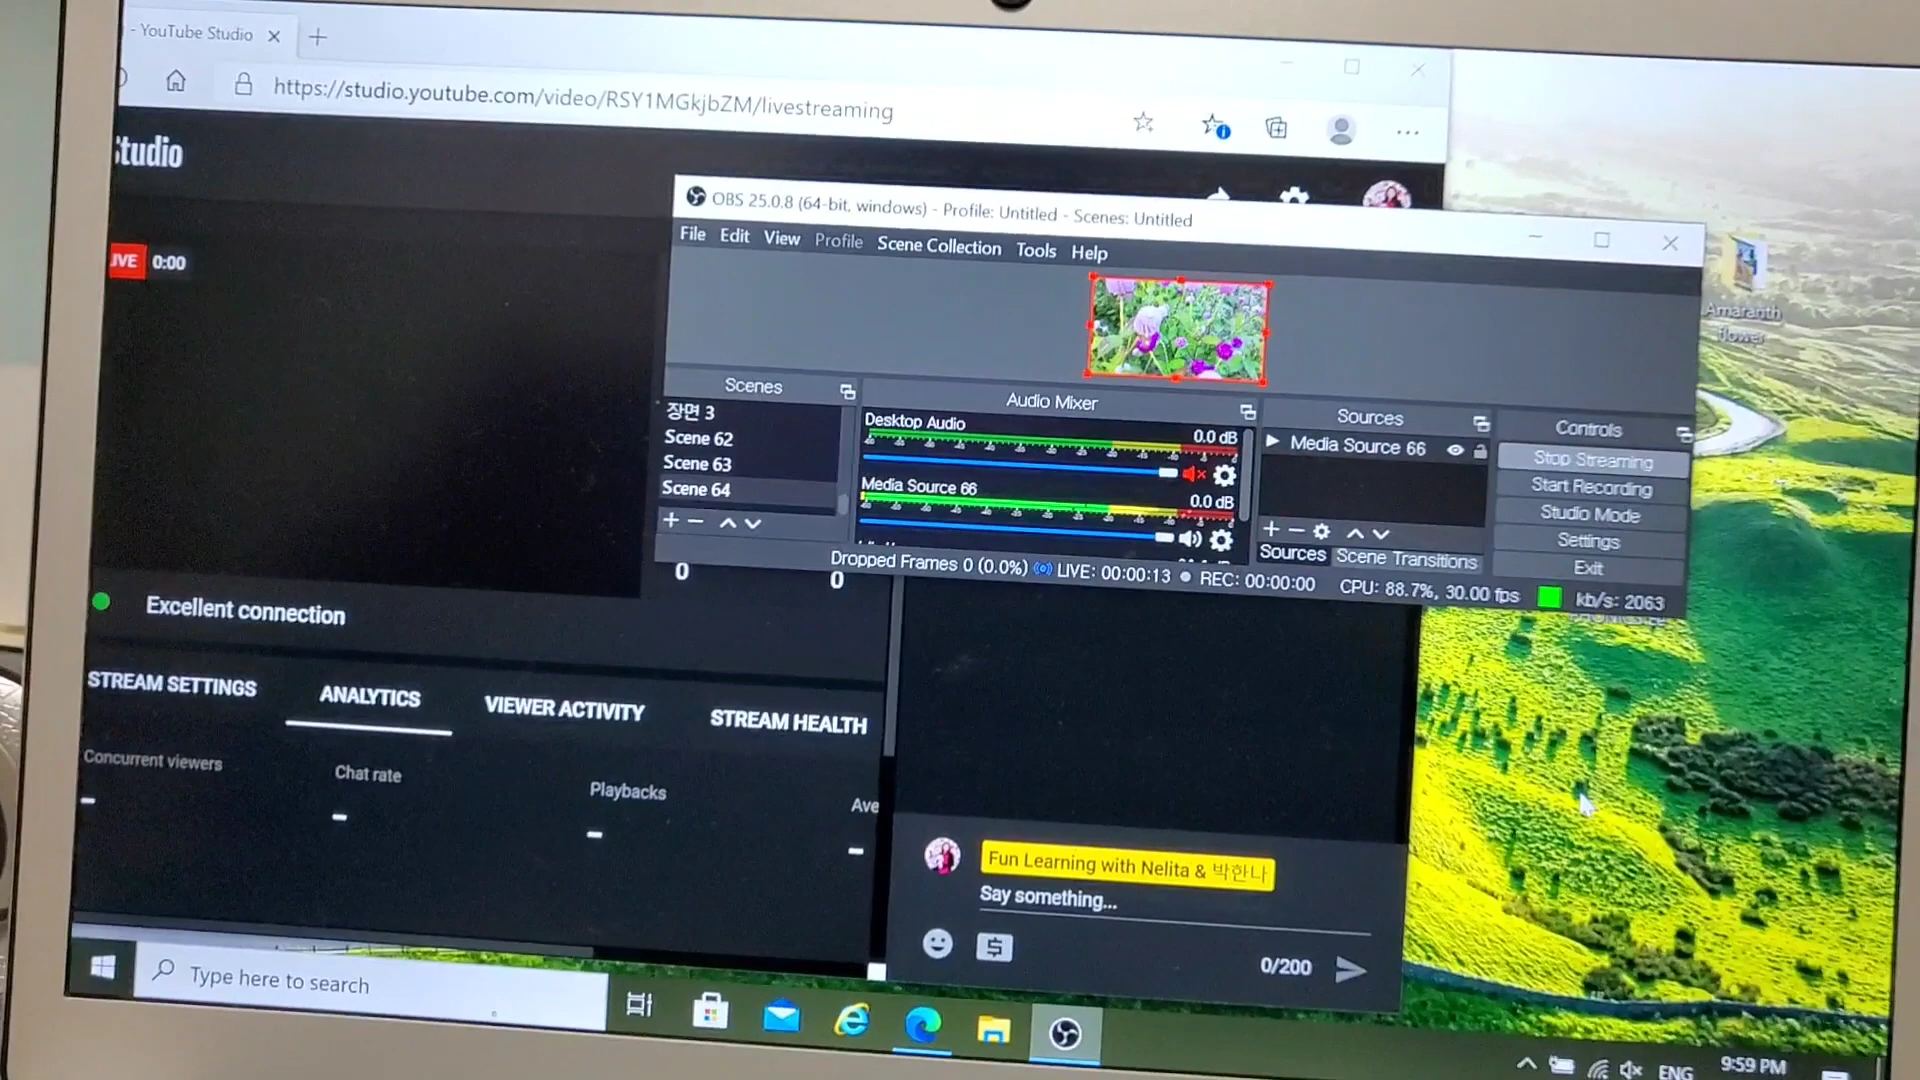 - YouTube Studio
https://studio.youtube.com/video/RSY1MGkjbZM/livestreaming
Studio
LIVE 0:00
OBS 25.0.8 (64-bit, windows) - Profile: Untitled - Scenes: Untitled
File Edit View Profile Scene Collection Tools Help
Amaranth
flower
Scenes
장면 3
Scene 62
Scene 63
Scene 64
Audio Mixer
Desktop Audio 0.0 dB
Media Source 66 0.0 dB
Sources
Media Source 66
Sources Scene Transitions
Controls
Stop Streaming
Start Recording
Studio Mode
Settings
Exit
Dropped Frames 0 (0.0%) LIVE: 00:00:13 REC: 00:00:00 CPU: 88.7%, 30.00 fps kb/s: 2063
0 0
Excellent connection
STREAM SETTINGS ANALYTICS VIEWER ACTIVITY STREAM HEALTH
Concurrent viewers Chat rate Playbacks Ave
- - - -
Fun Learning with Nelita & 박한나
Say something...
0/200
Type here to search
ENG 9:59 PM